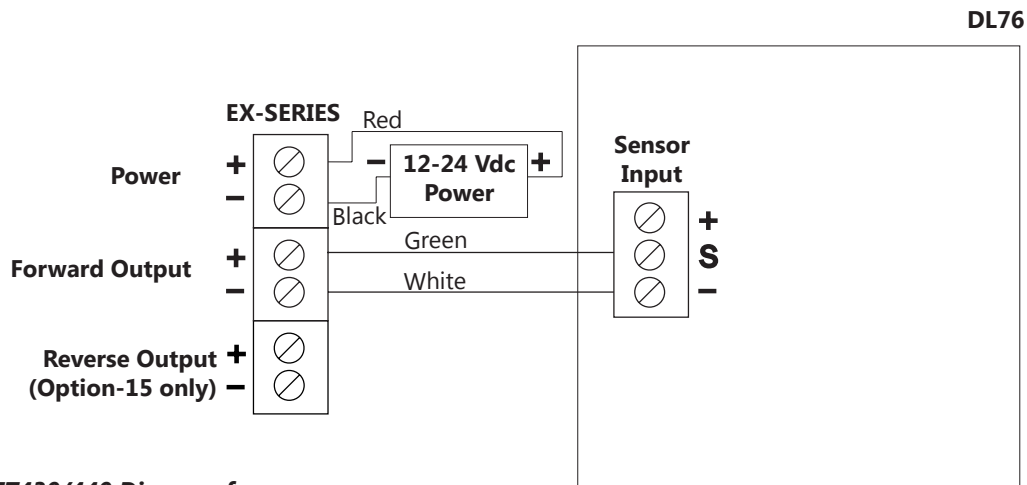 DL76
EX-SERIES
Red
Power
+
−
− 12-24 Vdc +
Power
Black
Sensor
Input
+
S
−
Forward Output
+
−
Green
White
Reverse Output +
(Option-15 only) −